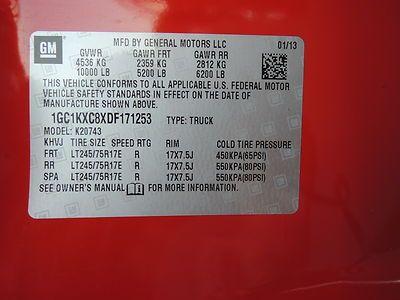 GM
MFD BY GENERAL MOTORS LLC 01/13
GVWR GAWR FRT GAWR RR
4536 KG 2359 KG 2812 KG
10000 LB 5200 LB 6200 LB
THIS VEHICLE CONFORMS TO ALL APPLICABLE U.S. FEDERAL MOTOR
VEHICLE SAFETY STANDARDS IN EFFECT ON THE DATE OF
MANUFACTURE SHOWN ABOVE.
1GC1KXC8XDF171253 TYPE: TRUCK
MODEL: K20743
KHVJ TIRE SIZE SPEED RTG RIM COLD TIRE PRESSURE
FRT LT245/75R17E R 17X7.5J 450KPA(65PSI)
RR LT245/75R17E R 17X7.5J 550KPA(80PSI)
SPA LT245/75R17E R 17X7.5J 550KPA(80PSI)
SEE OWNER'S MANUAL FOR MORE INFORMATION.